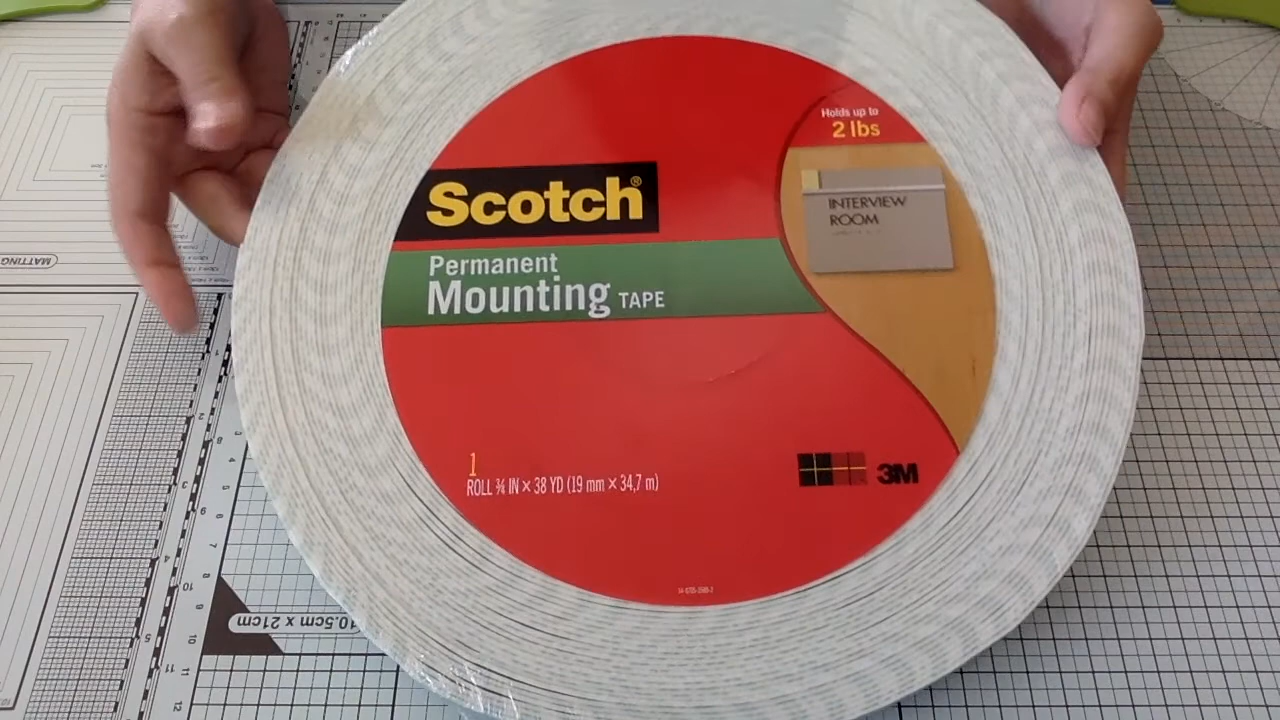 Holds up to
2 lbs
Scotch®
INTERVIEW
ROOM
Permanent
Mounting TAPE
1
ROLL ¾ IN × 38 YD (19 mm × 34,7 m)
3M
MATTING
10.5cm x 21cm